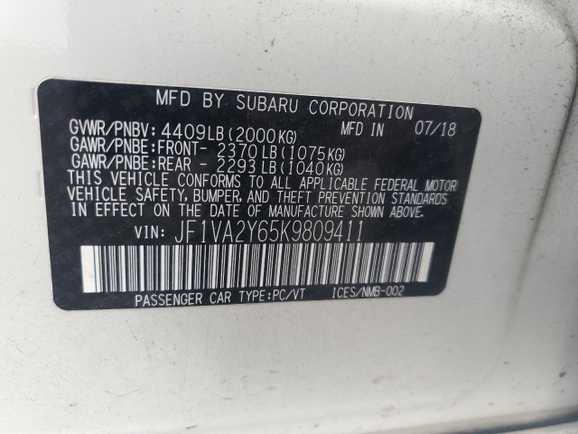 MFD BY SUBARU CORPORATION
GVWR/PNBV: 4409LB(2000KG) MFD IN 07/18
GAWR/PNBE:FRONT- 2370LB(1075KG)
GAWR/PNBE:REAR - 2293LB(1040KG)
THIS VEHICLE CONFORMS TO ALL APPLICABLE FEDERAL MOTOR
VEHICLE SAFETY, BUMPER, AND THEFT PREVENTION STANDARDS
IN EFFECT ON THE DATE OF MANUFACTURE SHOWN ABOVE.
VIN: JF1VA2Y65K9809411
PASSENGER CAR TYPE:PC/VT ICES/NMB-002